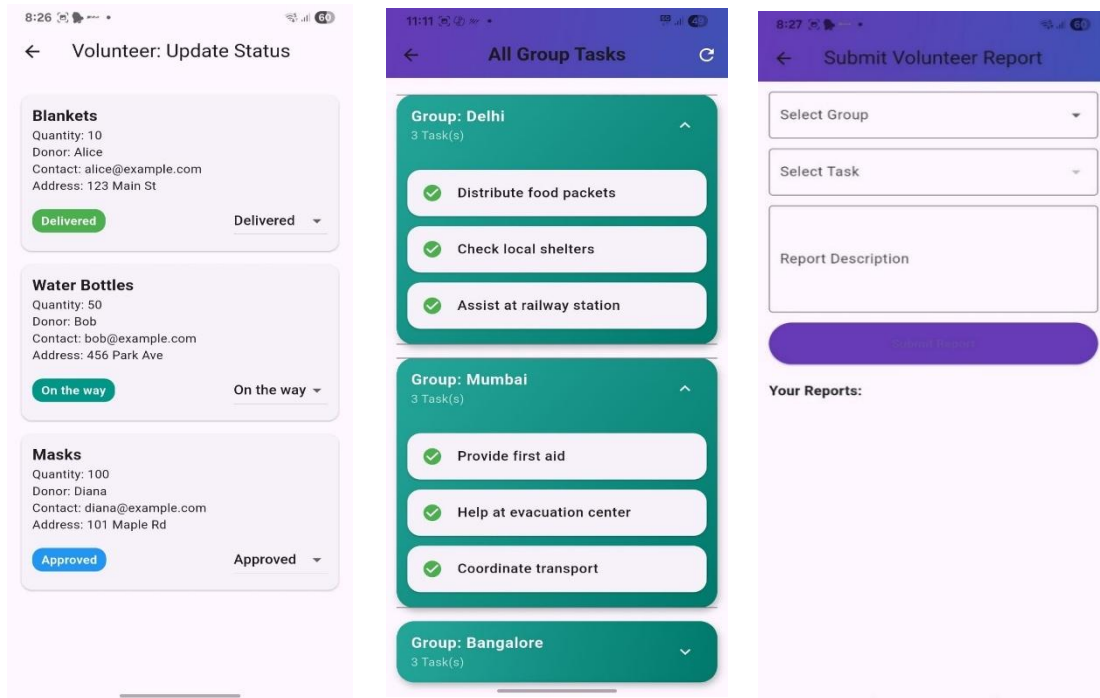 8:26
60
Volunteer: Update Status
Blankets
Quantity: 10
Donor: Alice
Contact: alice@example.com
Address: 123 Main St
Delivered
Delivered
Water Bottles
Quantity: 50
Donor: Bob
Contact: bob@example.com
Address: 456 Park Ave
On the way
On the way
Masks
Quantity: 100
Donor: Diana
Contact: diana@example.com
Address: 101 Maple Rd
Approved
Approved
11:11
All Group Tasks
Group: Delhi
3 Task(s)
Distribute food packets
Check local shelters
Assist at railway station
Group: Mumbai
3 Task(s)
Provide first aid
Help at evacuation center
Coordinate transport
Group: Bangalore
3 Task(s)
8:27
Submit Volunteer Report
Select Group
Select Task
Report Description
Submit Report
Your Reports: